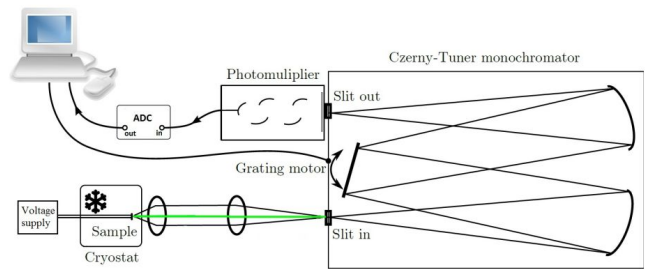 Czerny-Tuner monochromator
Photomuliplier
Slit out
ADC
out in
Grating motor
Voltage
supply
Sample
Slit in
Cryostat